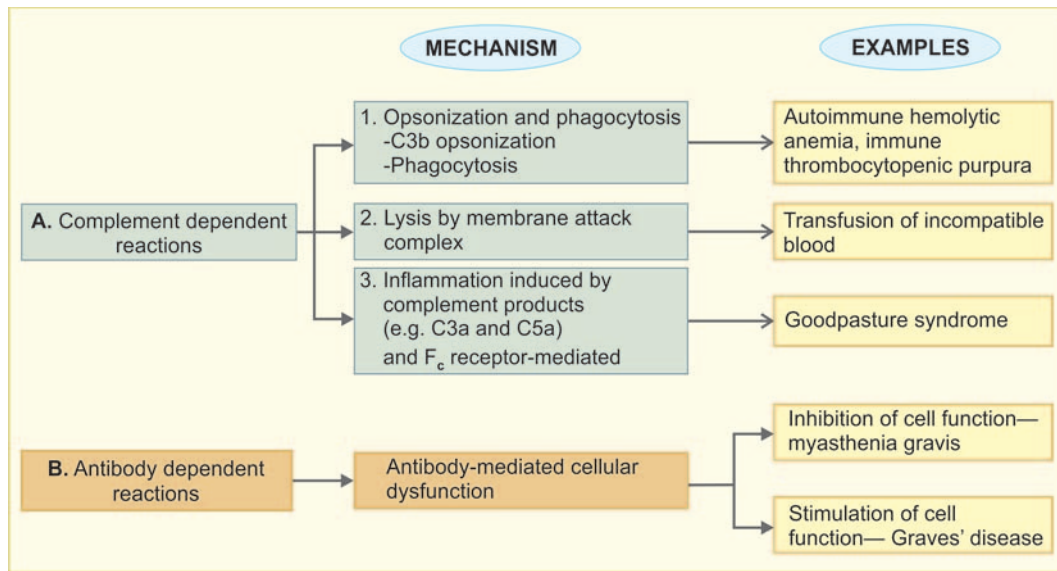 MECHANISM
EXAMPLES
A. Complement dependent
reactions
1. Opsonization and phagocytosis
-C3b opsonization
-Phagocytosis
Autoimmune hemolytic
anemia, immune
thrombocytopenic purpura
2. Lysis by membrane attack
complex
Transfusion of incompatible
blood
3. Inflammation induced by
complement products
(e.g. C3a and C5a)
and Fc receptor-mediated
Goodpasture syndrome
B. Antibody dependent
reactions
Antibody-mediated cellular
dysfunction
Inhibition of cell function—
myasthenia gravis
Stimulation of cell
function— Graves' disease